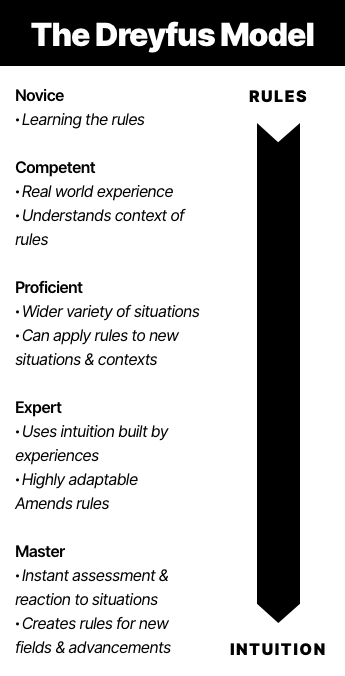 The Dreyfus Model
Novice
RULES
• Learning the rules
Competent
• Real world experience
• Understands context of
rules
Proficient
• Wider variety of situations
• Can apply rules to new
situations & contexts
Expert
• Uses intuition built by
experiences
• Highly adaptable
Amends rules
Master
• Instant assessment &
reaction to situations
• Creates rules for new
fields & advancements
INTUITION